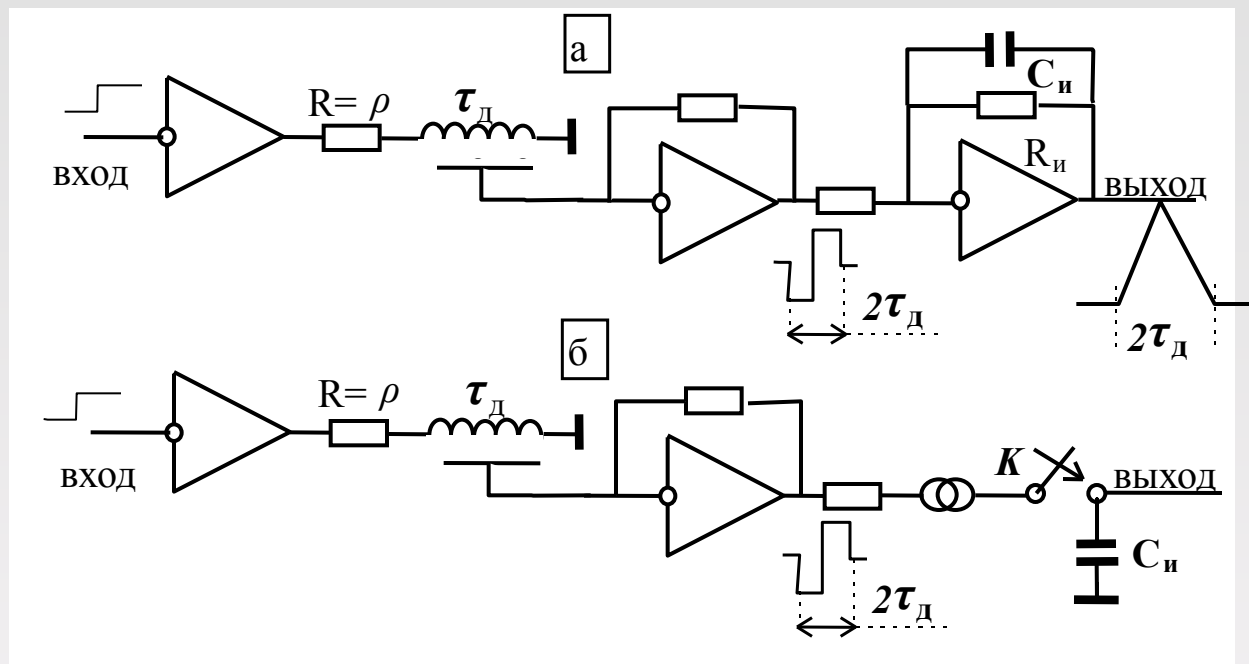 а
R= ρ
τд
Cи
Rи
вход
выход
2τд
2τд
б
R= ρ
τд
вход
K
выход
Cи
2τд